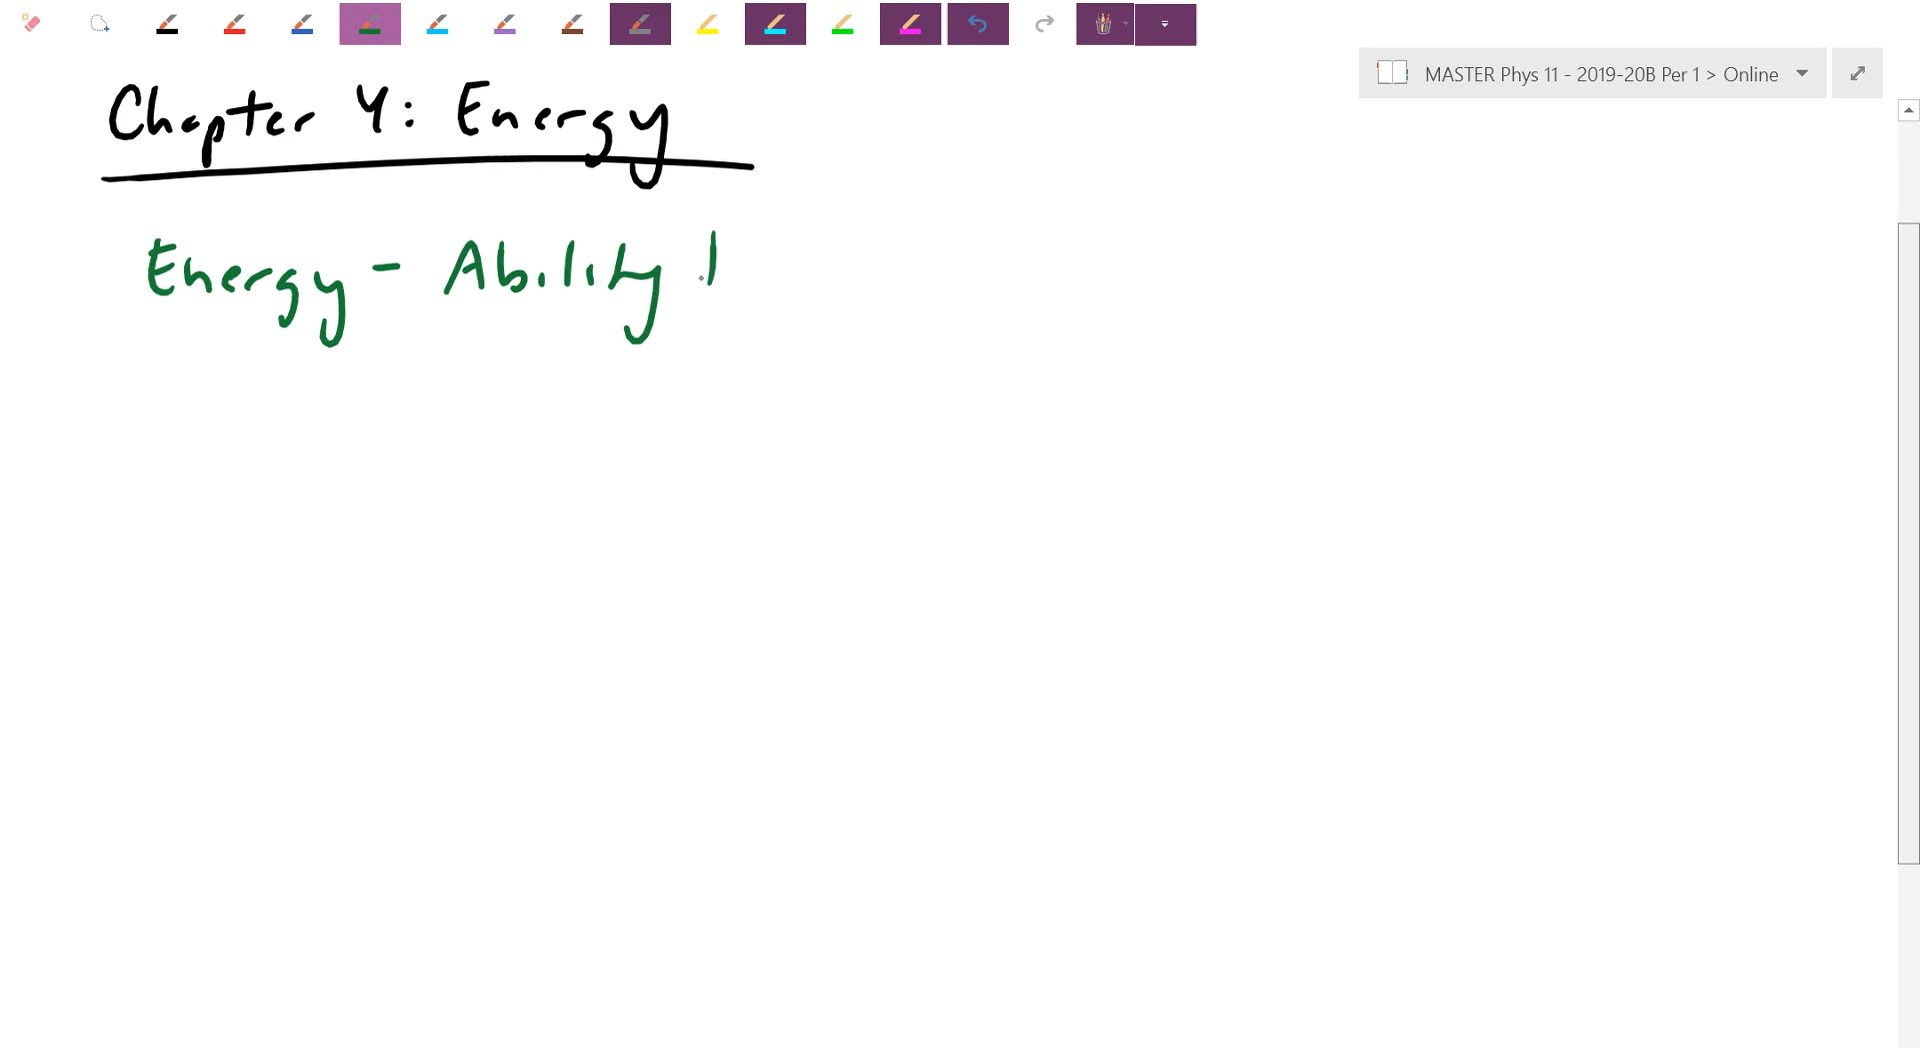 MASTER Phys 11 - 2019-20B Per 1 > Online
Chapter 4: Energy
Energy - Ability